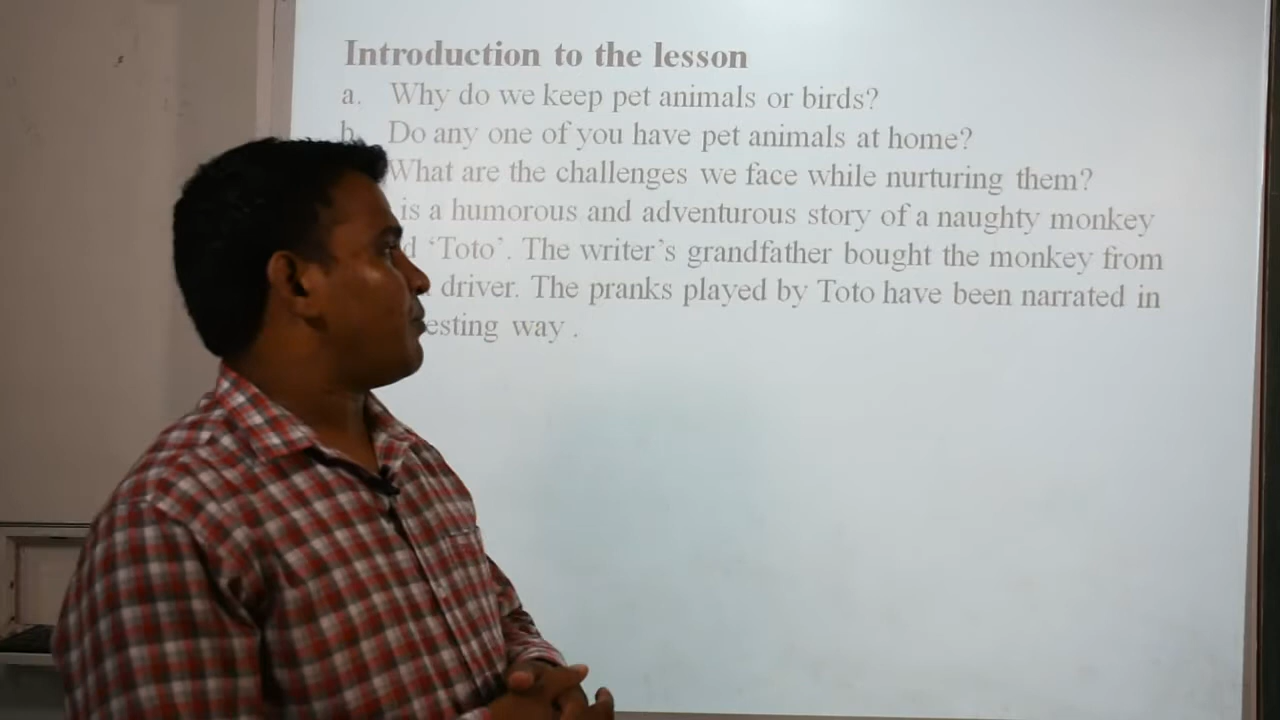 Introduction to the lesson
a. Why do we keep pet animals or birds?
b. Do any one of you have pet animals at home?
What are the challenges we face while nurturing them?
is a humorous and adventurous story of a naughty monkey
‘Toto’. The writer’s grandfather bought the monkey from
driver. The pranks played by Toto have been narrated in
way .